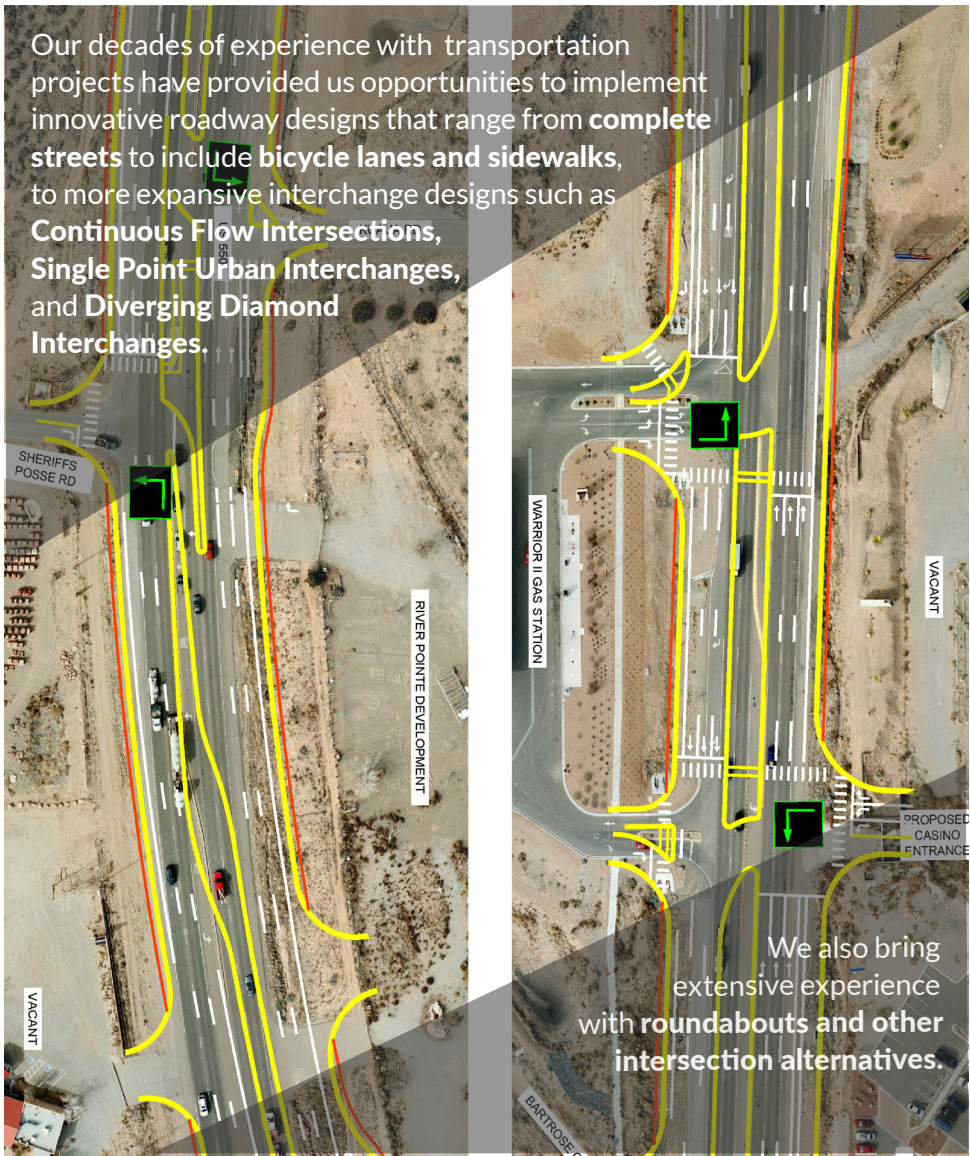 Our decades of experience with transportation
projects have provided us opportunities to implement
innovative roadway designs that range from complete
streets to include bicycle lanes and sidewalks,
to more expansive interchange designs such as
Continuous Flow Intersections,
Single Point Urban Interchanges,
and Diverging Diamond
Interchanges.
550
SHERIFFS
POSSE RD
RIVER POINTE DEVELOPMENT
VACANT
WARRIOR II GAS STATION
VACANT
PROPOSED
CASINO
ENTRANCE
We also bring
extensive experience
with roundabouts and other
intersection alternatives.
BARTROSE